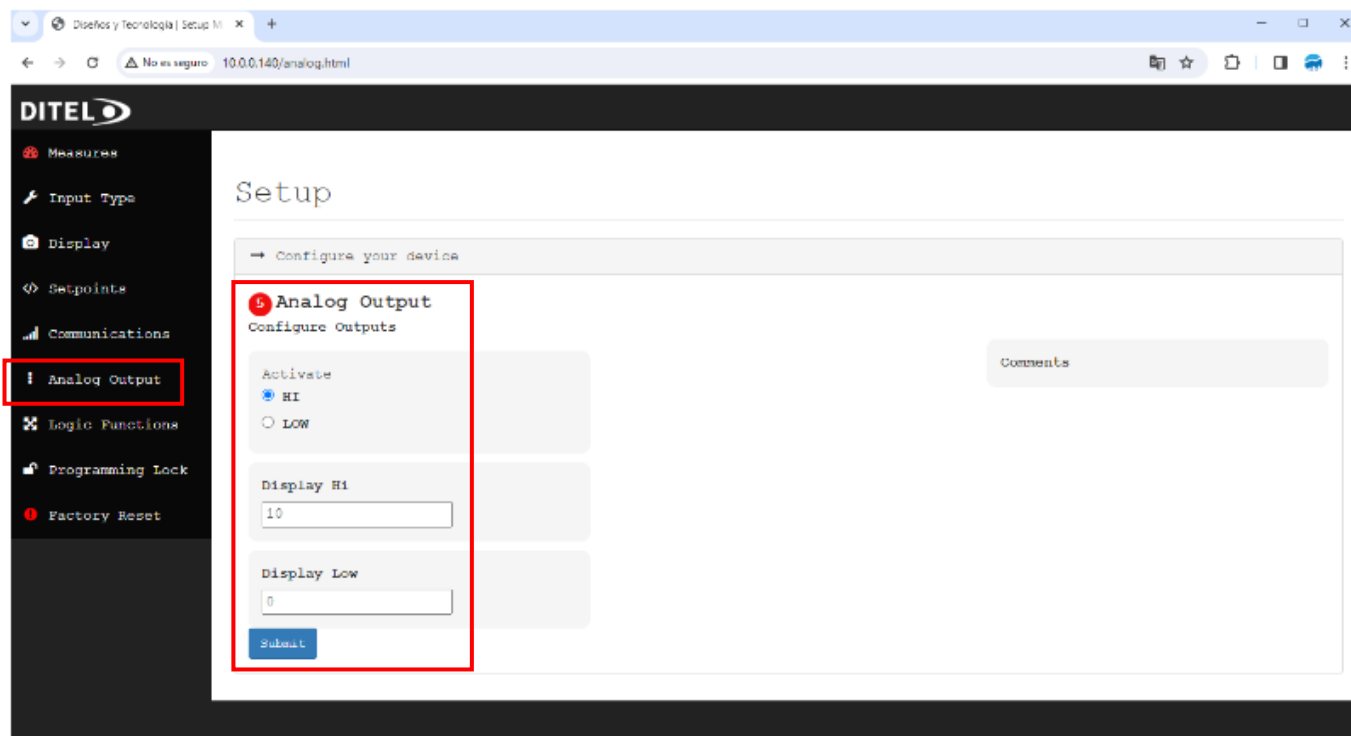 Diseños y Tecnología | Setup M
No es seguro
10.0.0.140/analog.html
DITEL
Measures
Input Type
Display
Setpoints
Communications
Analog Output
Logic Functions
Programming Lock
Factory Reset
Setup
→ Configure your device
5 Analog Output
Configure Outputs
Activate
HI
LOW
Display Hi
10
Display Low
0
Submit
Comments